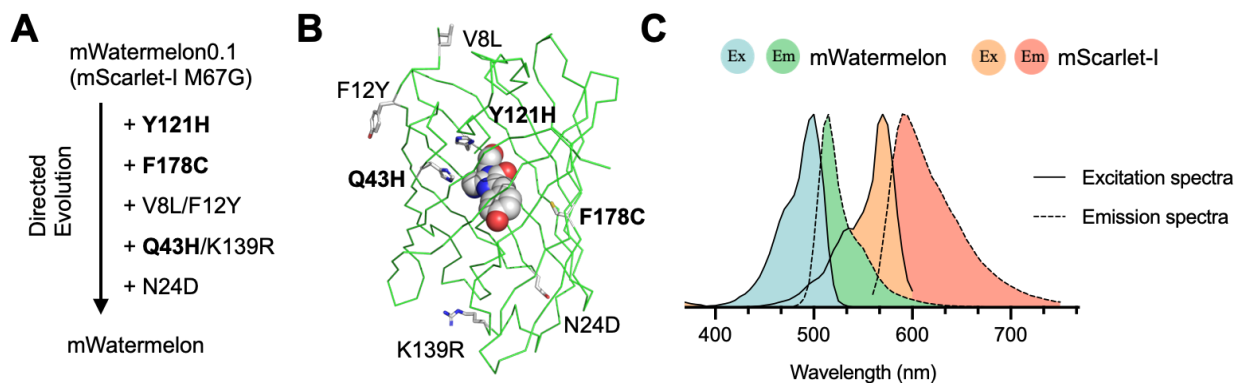 A
mWatermelon0.1
(mScarlet-I M67G)
Directed
Evolution
+ Y121H
+ F178C
+ V8L/F12Y
+ Q43H/K139R
+ N24D
mWatermelon
B
V8L
F12Y
Y121H
Q43H
F178C
N24D
K139R
C
Ex Em mWatermelon Ex Em mScarlet-I
Excitation spectra
Emission spectra
400 500 600 700
Wavelength (nm)